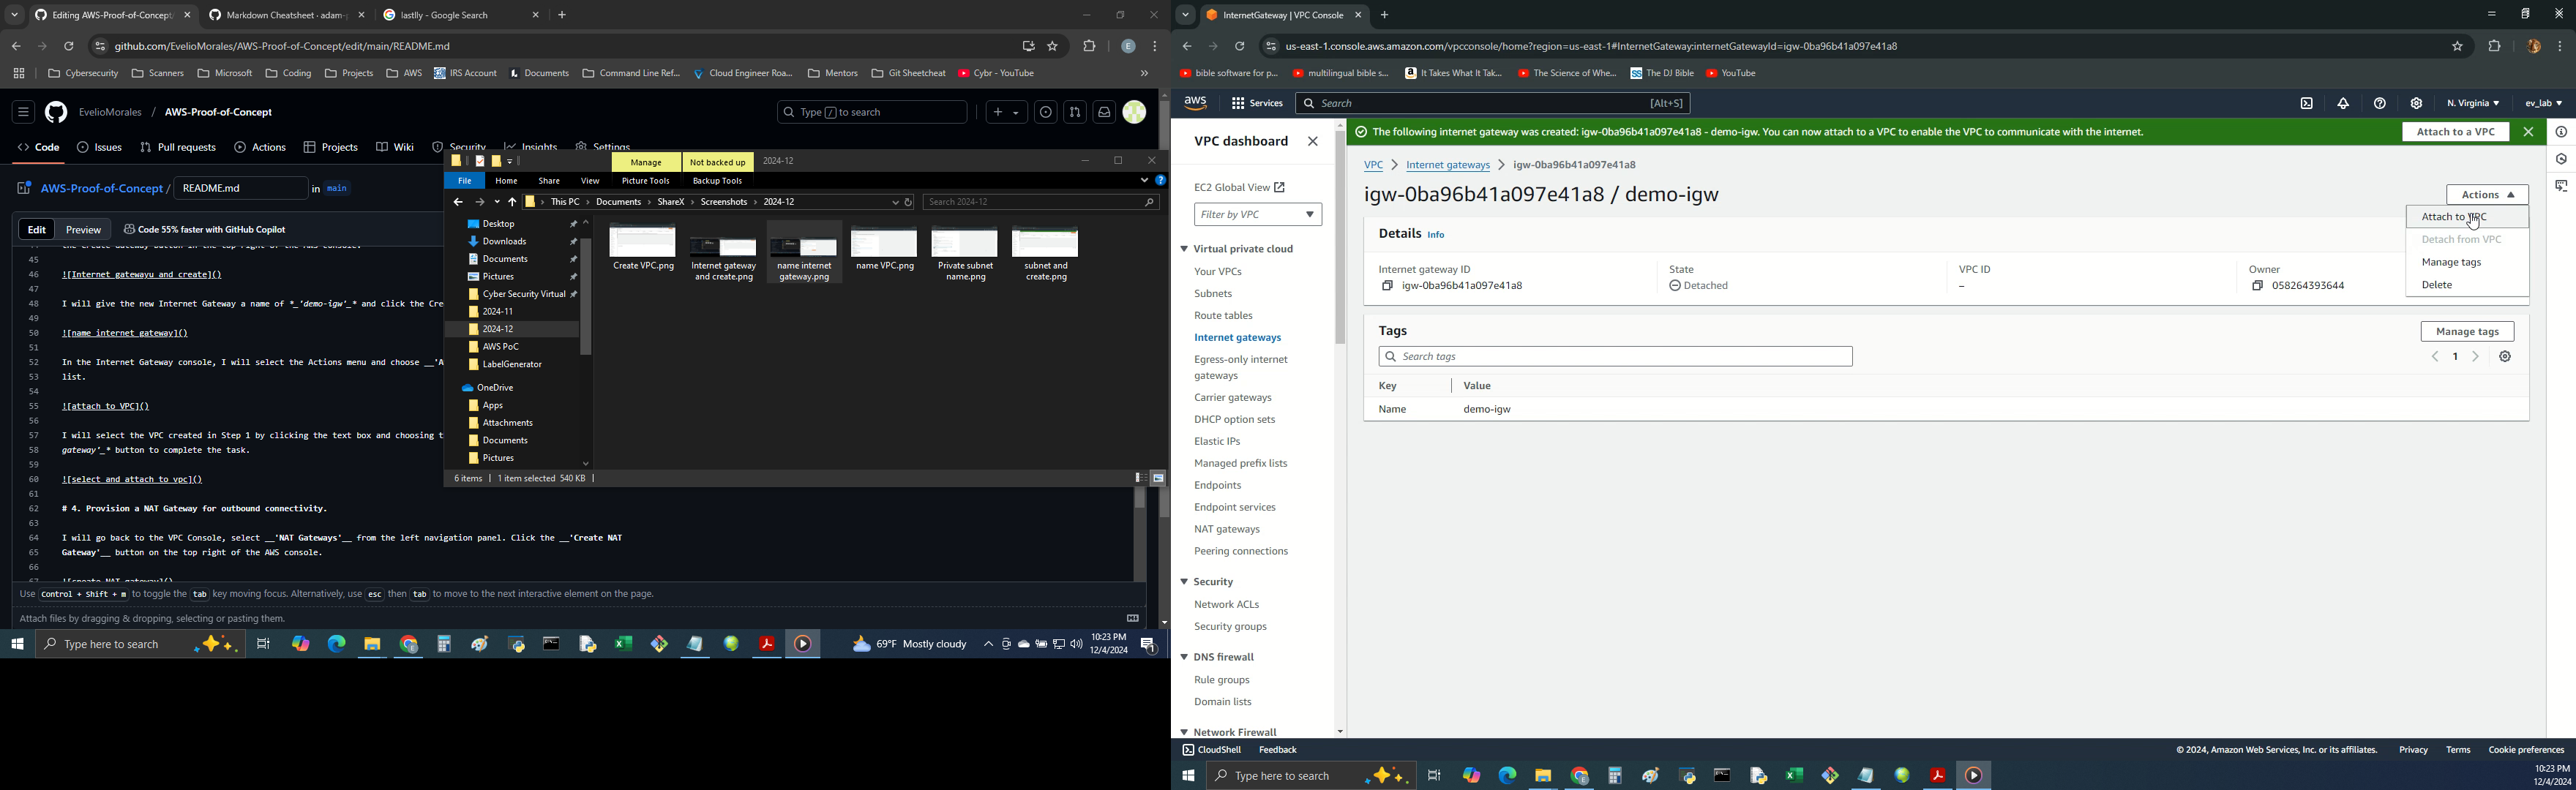 Editing AWS-Proof-of-Concept/
Markdown Cheatsheet · adam-p
lastlly - Google Search
github.com/EvelioMorales/AWS-Proof-of-Concept/edit/main/README.md
Cybersecurity
Scanners
Microsoft
Coding
Projects
AWS
IRS Account
Documents
Command Line Ref...
Cloud Engineer Roa...
Mentors
Git Sheetcheat
Cybr - YouTube
EvelioMorales / AWS-Proof-of-Concept
Type / to search
Code
Issues
Pull requests
Actions
Projects
Wiki
Security
Insights
Settings
AWS-Proof-of-Concept / README.md in main
Edit
Preview
Code 55% faster with GitHub Copilot
45
46 ![Internet gatewayu and create]()
47
48 I will give the new Internet Gateway a name of *_'demo-igw'_* and click the Cre
49
50 ![name internet gateway]()
51
52 In the Internet Gateway console, I will select the Actions menu and choose __'A
53 list.
54
55 ![attach to VPC]()
56
57 I will select the VPC created in Step 1 by clicking the text box and choosing t
58 gateway'_* button to complete the task.
59
60 ![select and attach to vpc]()
61
62 # 4. Provision a NAT Gateway for outbound connectivity.
63
64 I will go back to the VPC Console, select __'NAT Gateways'__ from the left navigation panel. Click the __'Create NAT
65 Gateway'__ button on the top right of the AWS console.
66
Use Control + Shift + m to toggle the tab key moving focus. Alternatively, use esc then tab to move to the next interactive element on the page.
Attach files by dragging & dropping, selecting or pasting them.
Manage
Not backed up
2024-12
File
Home
Share
View
Picture Tools
Backup Tools
This PC
Documents
ShareX
Screenshots
2024-12
Search 2024-12
Desktop
Downloads
Documents
Pictures
Cyber Security Virtual
2024-11
2024-12
AWS PoC
LabelGenerator
OneDrive
Apps
Attachments
Documents
Pictures
Create VPC.png
Internet gateway and create.png
name internet gateway.png
name VPC.png
Private subnet name.png
subnet and create.png
6 items
1 item selected 540 KB
Type here to search
69°F Mostly cloudy
10:23 PM
12/4/2024
1
InternetGateway | VPC Console
us-east-1.console.aws.amazon.com/vpcconsole/home?region=us-east-1#InternetGateway:internetGatewayId=igw-0ba96b41a097e41a8
bible software for p...
multilingual bible s...
It Takes What It Tak...
The Science of Whe...
The DJ Bible
YouTube
aws
Services
Search
[Alt+S]
N. Virginia
ev_lab
The following internet gateway was created: igw-0ba96b41a097e41a8 - demo-igw. You can now attach to a VPC to enable the VPC to communicate with the internet.
Attach to a VPC
VPC dashboard
EC2 Global View
Filter by VPC
Virtual private cloud
Your VPCs
Subnets
Route tables
Internet gateways
Egress-only internet gateways
Carrier gateways
DHCP option sets
Elastic IPs
Managed prefix lists
Endpoints
Endpoint services
NAT gateways
Peering connections
Security
Network ACLs
Security groups
DNS firewall
Rule groups
Domain lists
Network Firewall
VPC
Internet gateways
igw-0ba96b41a097e41a8
igw-0ba96b41a097e41a8 / demo-igw
Actions
Attach to VPC
Detach from VPC
Manage tags
Delete
Details Info
Internet gateway ID
igw-0ba96b41a097e41a8
State
Detached
VPC ID
–
Owner
058264393644
Tags
Manage tags
Search tags
1
Key
Value
Name
demo-igw
CloudShell
Feedback
© 2024, Amazon Web Services, Inc. or its affiliates.
Privacy
Terms
Cookie preferences
Type here to search
10:23 PM
12/4/2024